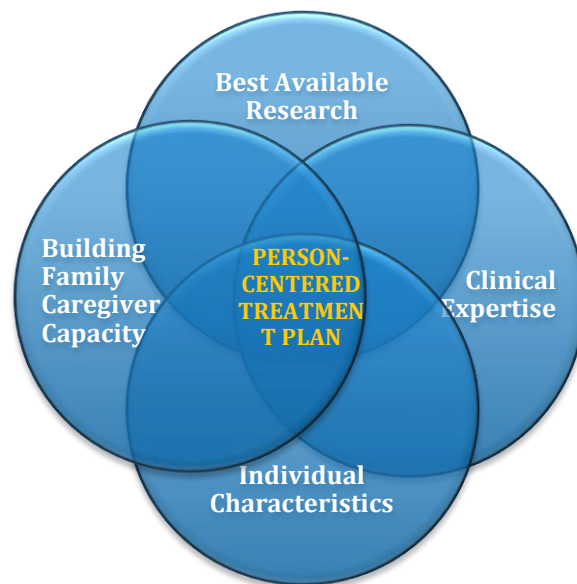 Best Available
Research
Building
Family
Caregiver
Capacity
PERSON-
CENTERED
TREATMEN
T PLAN
Clinical
Expertise
Individual
Characteristics